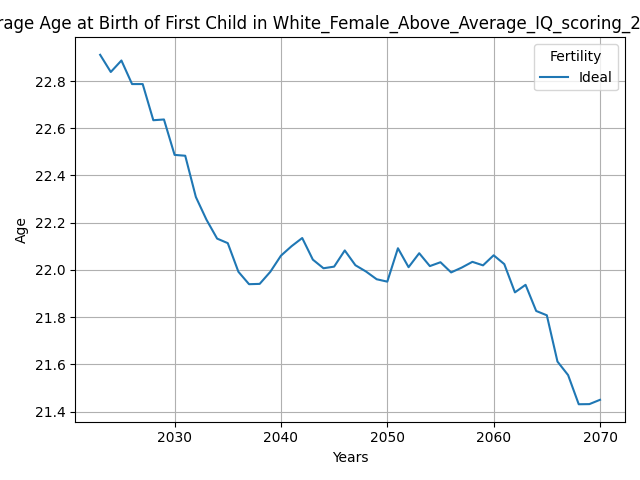 rage Age at Birth of First Child in White_Female_Above_Average_IQ_scoring_2
Fertility
Ideal
22.8
22.6
22.4
22.2
22.0
21.8
21.6
21.4
Age
2030 2040 2050 2060 2070
Years